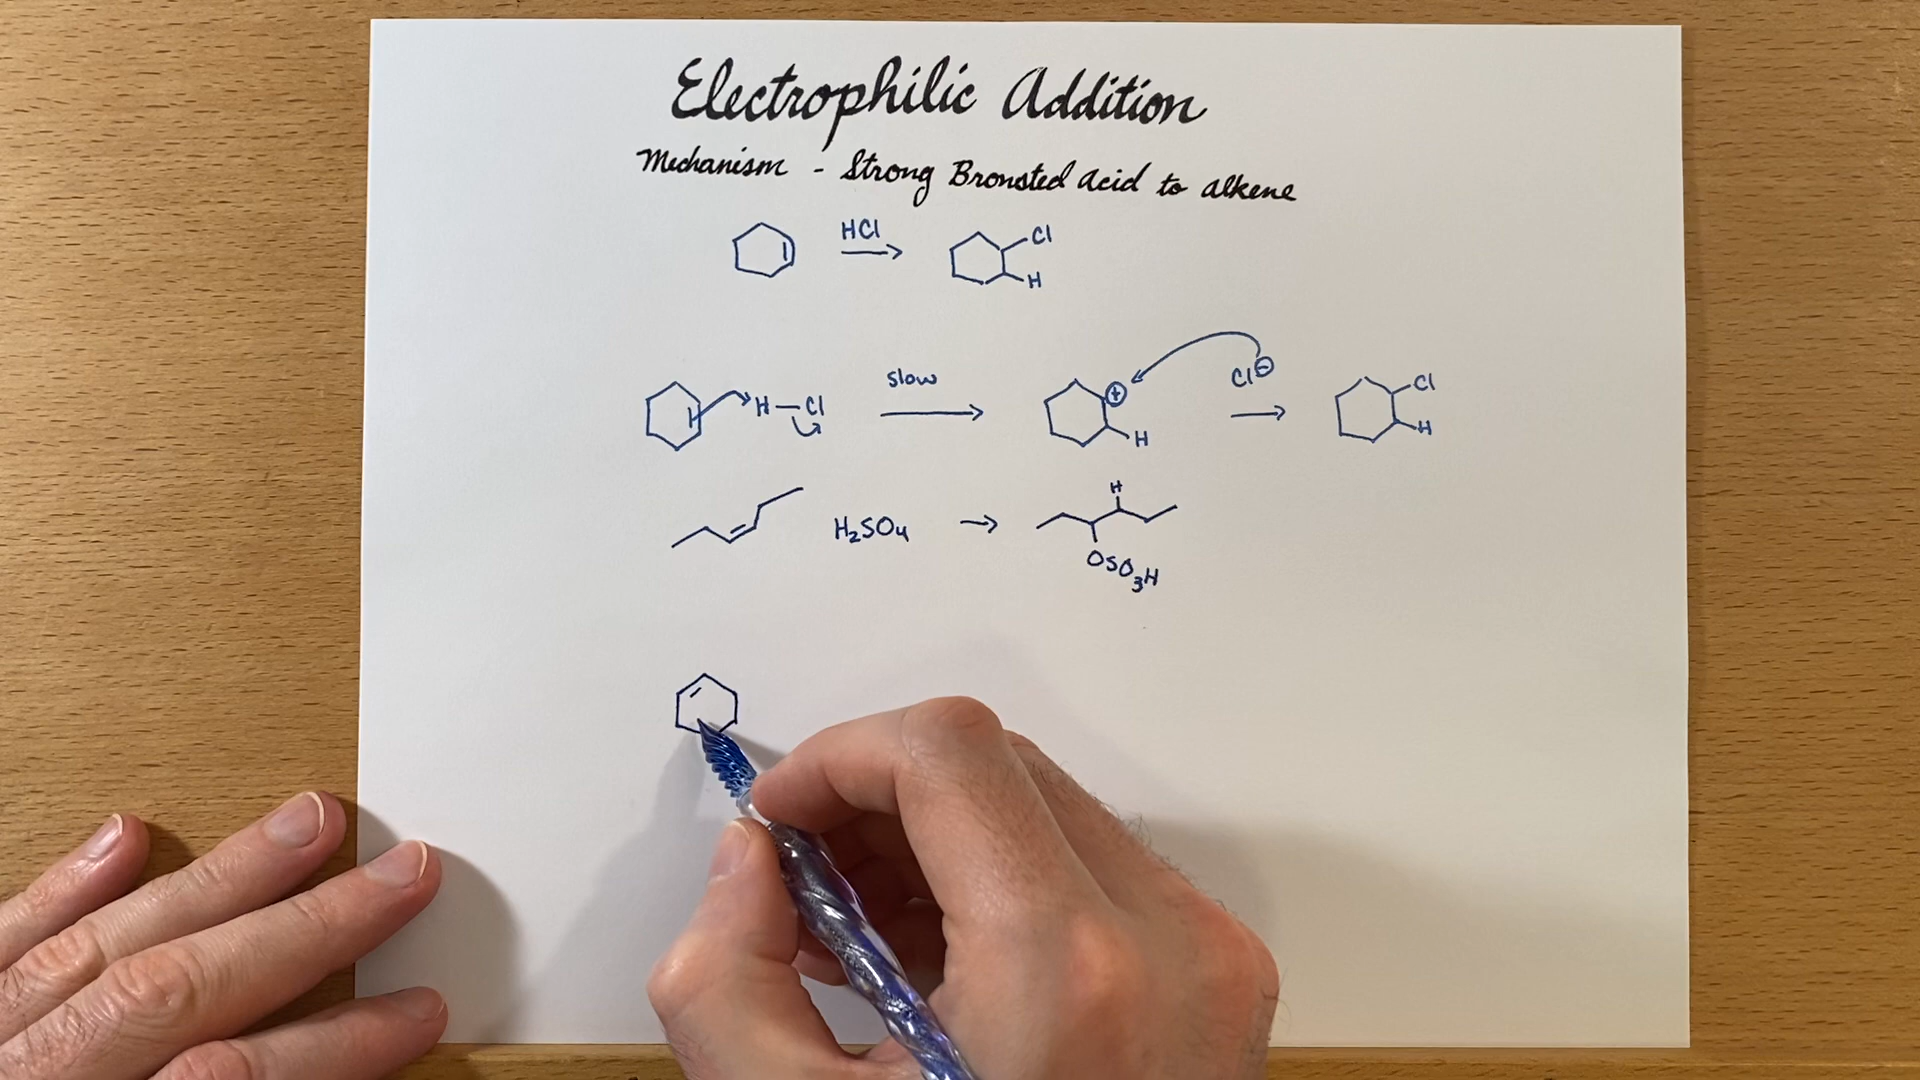 Electrophilic Addition
Mechanism - Strong Bronsted acid to alkene
HCl Cl H
H-Cl slow + H Cl⊖ Cl H
H₂SO₄ → H OSO₃H